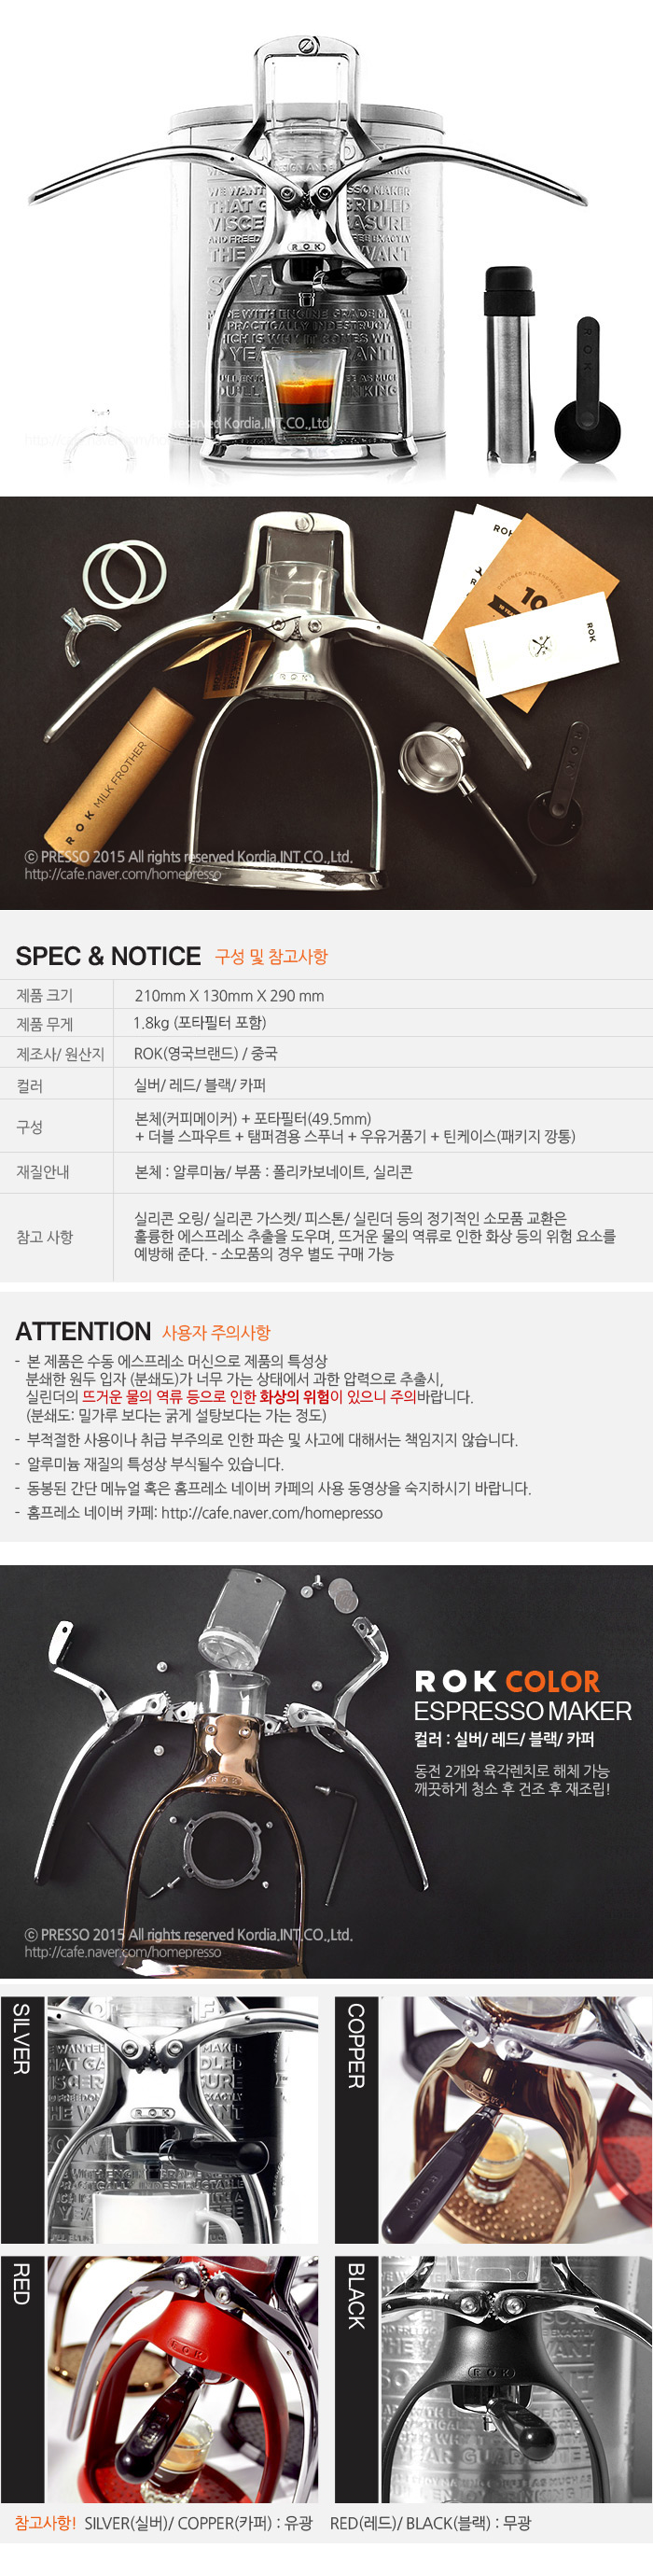 ROK
ROK
reserved Kordia,INT.CO.,Ltd.
ROK
ROK
ROK
ROK MILK FROTHER
ROK
ⓒ PRESSO 2015 All rights reserved Kordia,INT.CO.,Ltd.
http://cafe.naver.com/homepresso
SPEC & NOTICE 구성 및 참고사항
제품 크기 210mm X 130mm X 290 mm
제품 무게 1.8kg (포타필터 포함)
제조사/ 원산지 ROK(영국브랜드) / 중국
컬러 실버/ 레드/ 블랙/ 카퍼
구성 본체(커피메이커) + 포타필터(49.5mm)
+ 더블 스파우트 + 탬퍼겸용 스푸너 + 우유거품기 + 틴케이스(패키지 깡통)
재질안내 본체 : 알루미늄/ 부품 : 폴리카보네이트, 실리콘
참고 사항 실리콘 오링/ 실리콘 가스켓/ 피스톤/ 실린더 등의 정기적인 소모품 교환은
훌륭한 에스프레소 추출을 도우며, 뜨거운 물의 역류로 인한 화상 등의 위험 요소를
예방해 준다. - 소모품의 경우 별도 구매 가능
ATTENTION 사용자 주의사항
- 본 제품은 수동 에스프레소 머신으로 제품의 특성상
분쇄한 원두 입자 (분쇄도)가 너무 가는 상태에서 과한 압력으로 추출시,
실린더의 뜨거운 물의 역류 등으로 인한 화상의 위험이 있으니 주의바랍니다.
(분쇄도: 밀가루 보다는 굵게 설탕보다는 가는 정도)
- 부적절한 사용이나 취급 부주의로 인한 파손 및 사고에 대해서는 책임지지 않습니다.
- 알루미늄 재질의 특성상 부식될수 있습니다.
- 동봉된 간단 메뉴얼 혹은 홈프레소 네이버 카페의 사용 동영상을 숙지하시기 바랍니다.
- 홈프레소 네이버 카페: http://cafe.naver.com/homepresso
ROK COLOR
ESPRESSO MAKER
컬러 : 실버/ 레드/ 블랙/ 카퍼
동전 2개와 육각렌치로 해체 가능
깨끗하게 청소 후 건조 후 재조립!
ROK
ⓒ PRESSO 2015 All rights reserved Kordia,INT.CO.,Ltd.
http://cafe.naver.com/homepresso
SILVER
ROK
COPPER
ROK
RED
ROK
BLACK
ROK
참고사항! SILVER(실버)/ COPPER(카퍼) : 유광 RED(레드)/ BLACK(블랙) : 무광